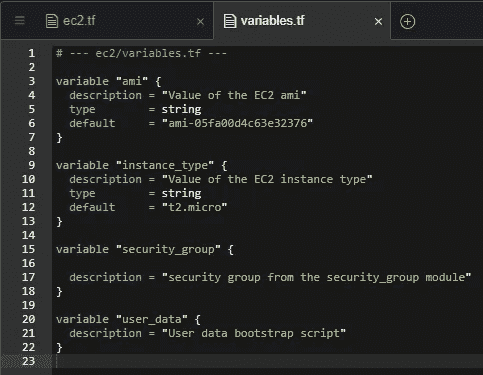 ec2.tf × variables.tf ×
1 # --- ec2/variables.tf ---
2
3 variable "ami" {
4   description = "Value of the EC2 ami"
5   type        = string
6   default     = "ami-05fa00d4c63e32376"
7 }
8
9 variable "instance_type" {
10   description = "Value of the EC2 instance type"
11   type        = string
12   default     = "t2.micro"
13 }
14
15 variable "security_group" {
16
17   description = "security group from the security_group module"
18 }
19
20 variable "user_data" {
21   description = "User data bootstrap script"
22 }
23